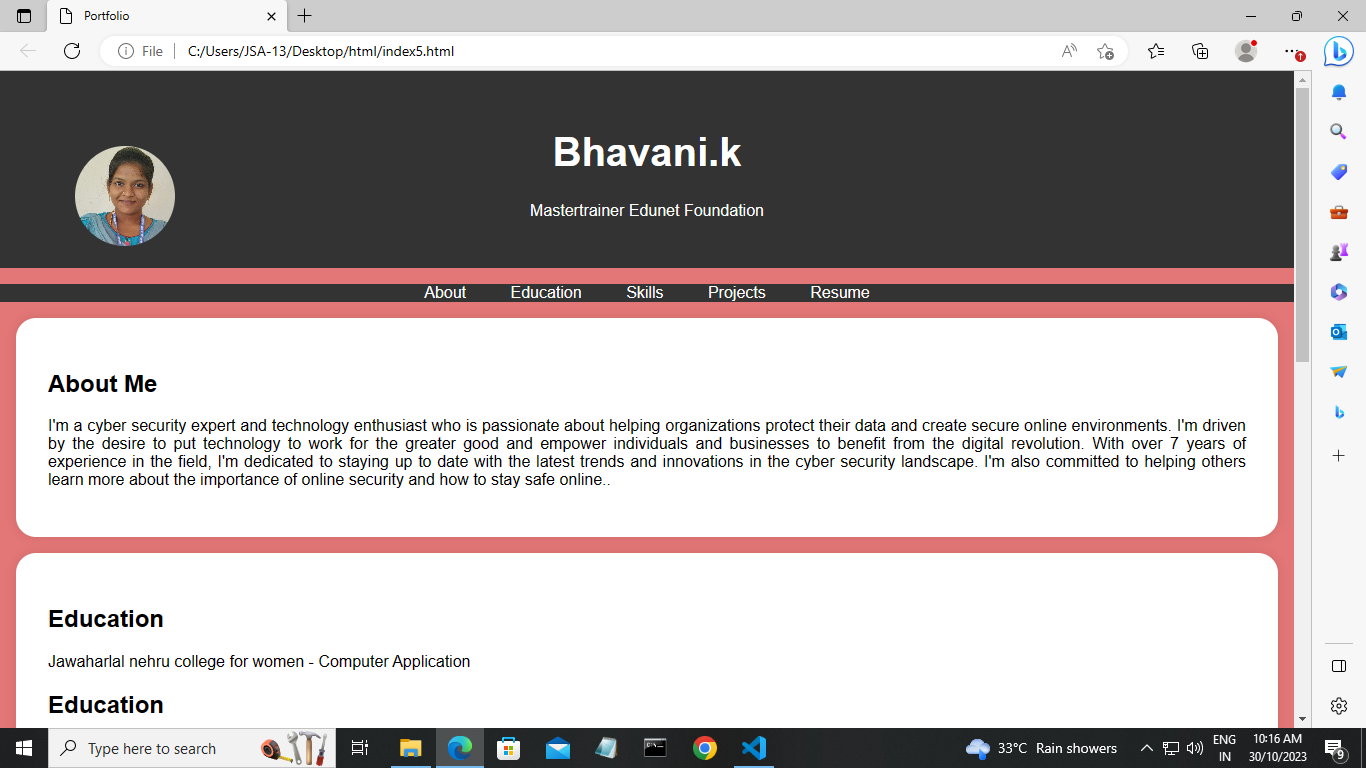 Portfolio
File
C:/Users/JSA-13/Desktop/html/index5.html
Bhavani.k
Mastertrainer Edunet Foundation
About Education Skills Projects Resume
About Me
I'm a cyber security expert and technology enthusiast who is passionate about helping organizations protect their data and create secure online environments. I'm driven
by the desire to put technology to work for the greater good and empower individuals and businesses to benefit from the digital revolution. With over 7 years of
experience in the field, I'm dedicated to staying up to date with the latest trends and innovations in the cyber security landscape. I'm also committed to helping others
learn more about the importance of online security and how to stay safe online..
Education
Jawaharlal nehru college for women - Computer Application
Education
Type here to search
33°C Rain showers
ENG
IN
10:16 AM
30/10/2023
9